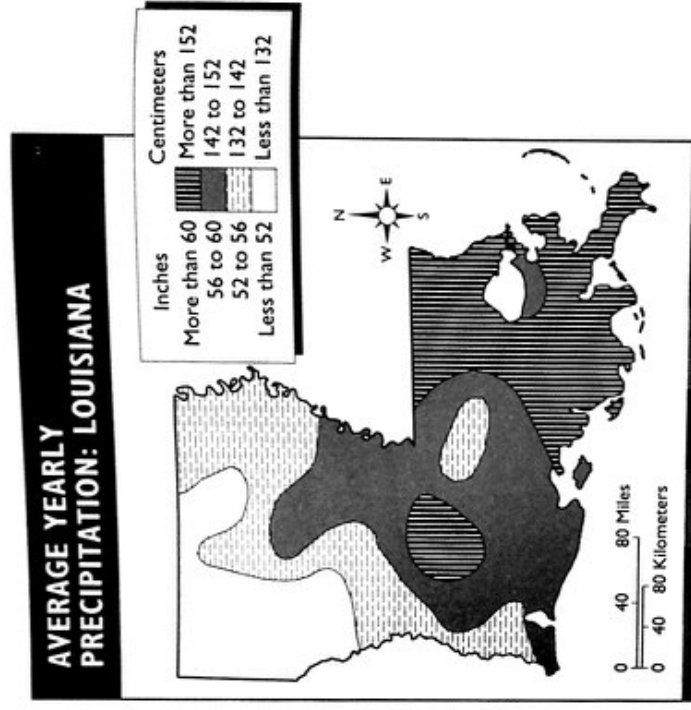 AVERAGE YEARLY
PRECIPITATION: LOUISIANA
Inches Centimeters
More than 60 More than 152
56 to 60 142 to 152
52 to 56 132 to 142
Less than 52 Less than 132
N
W E
S
0 40 80 Miles
0 40 80 Kilometers